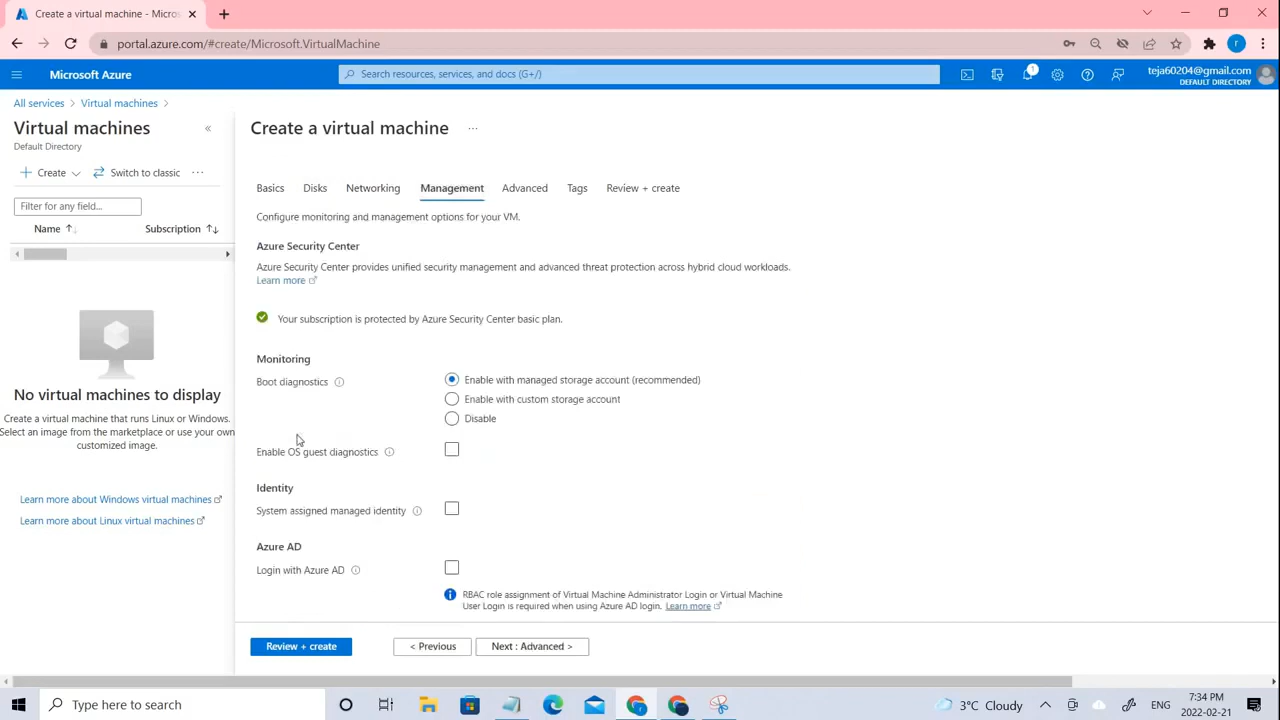 Create a virtual machine - Micros
portal.azure.com/#create/Microsoft.VirtualMachine
r
Microsoft Azure
Search resources, services, and docs (G+/)
1
teja60204@gmail.com
DEFAULT DIRECTORY
All services > Virtual machines >
Virtual machines
«
Default Directory
Create
Switch to classic
...
Filter for any field...
Name ↑↓
Subscription ↑↓
No virtual machines to display
Create a virtual machine that runs Linux or Windows.
Select an image from the marketplace or use your own
customized image.
Learn more about Windows virtual machines
Learn more about Linux virtual machines
Create a virtual machine ...
Basics Disks Networking Management Advanced Tags Review + create
Configure monitoring and management options for your VM.
Azure Security Center
Azure Security Center provides unified security management and advanced threat protection across hybrid cloud workloads.
Learn more
Your subscription is protected by Azure Security Center basic plan.
Monitoring
Boot diagnostics
Enable with managed storage account (recommended)
Enable with custom storage account
Disable
Enable OS guest diagnostics
Identity
System assigned managed identity
Azure AD
Login with Azure AD
RBAC role assignment of Virtual Machine Administrator Login or Virtual Machine
User Login is required when using Azure AD login. Learn more
Review + create
< Previous
Next : Advanced >
Type here to search
3°C Cloudy
ENG
7:34 PM
2022-02-21